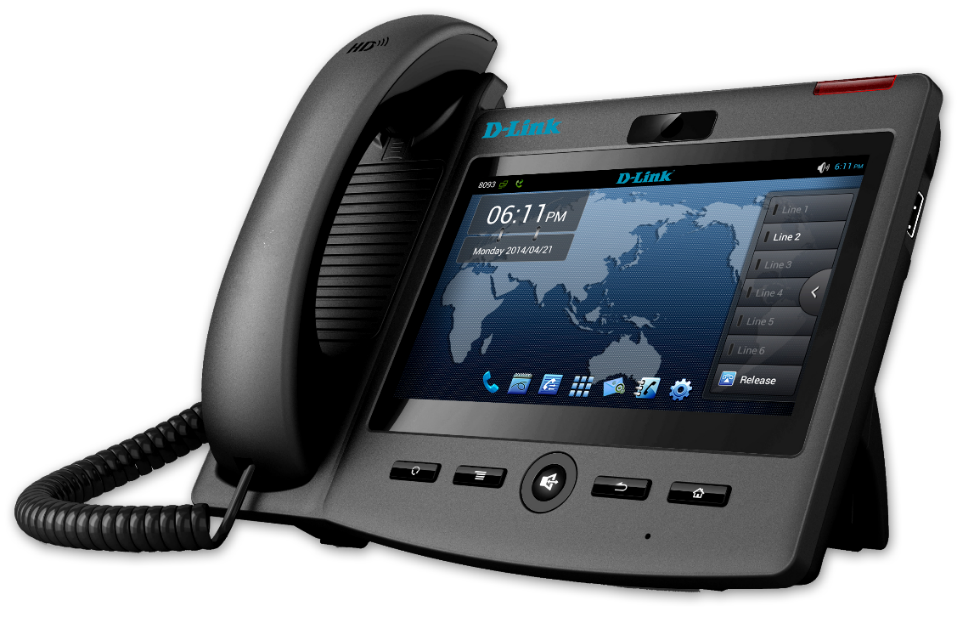 HD
D-Link
8093
D-Link
6:11 PM
06:11PM
Monday 2014/04/21
Line 1
Line 2
Line 3
Line 4
Line 5
Line 6
Release